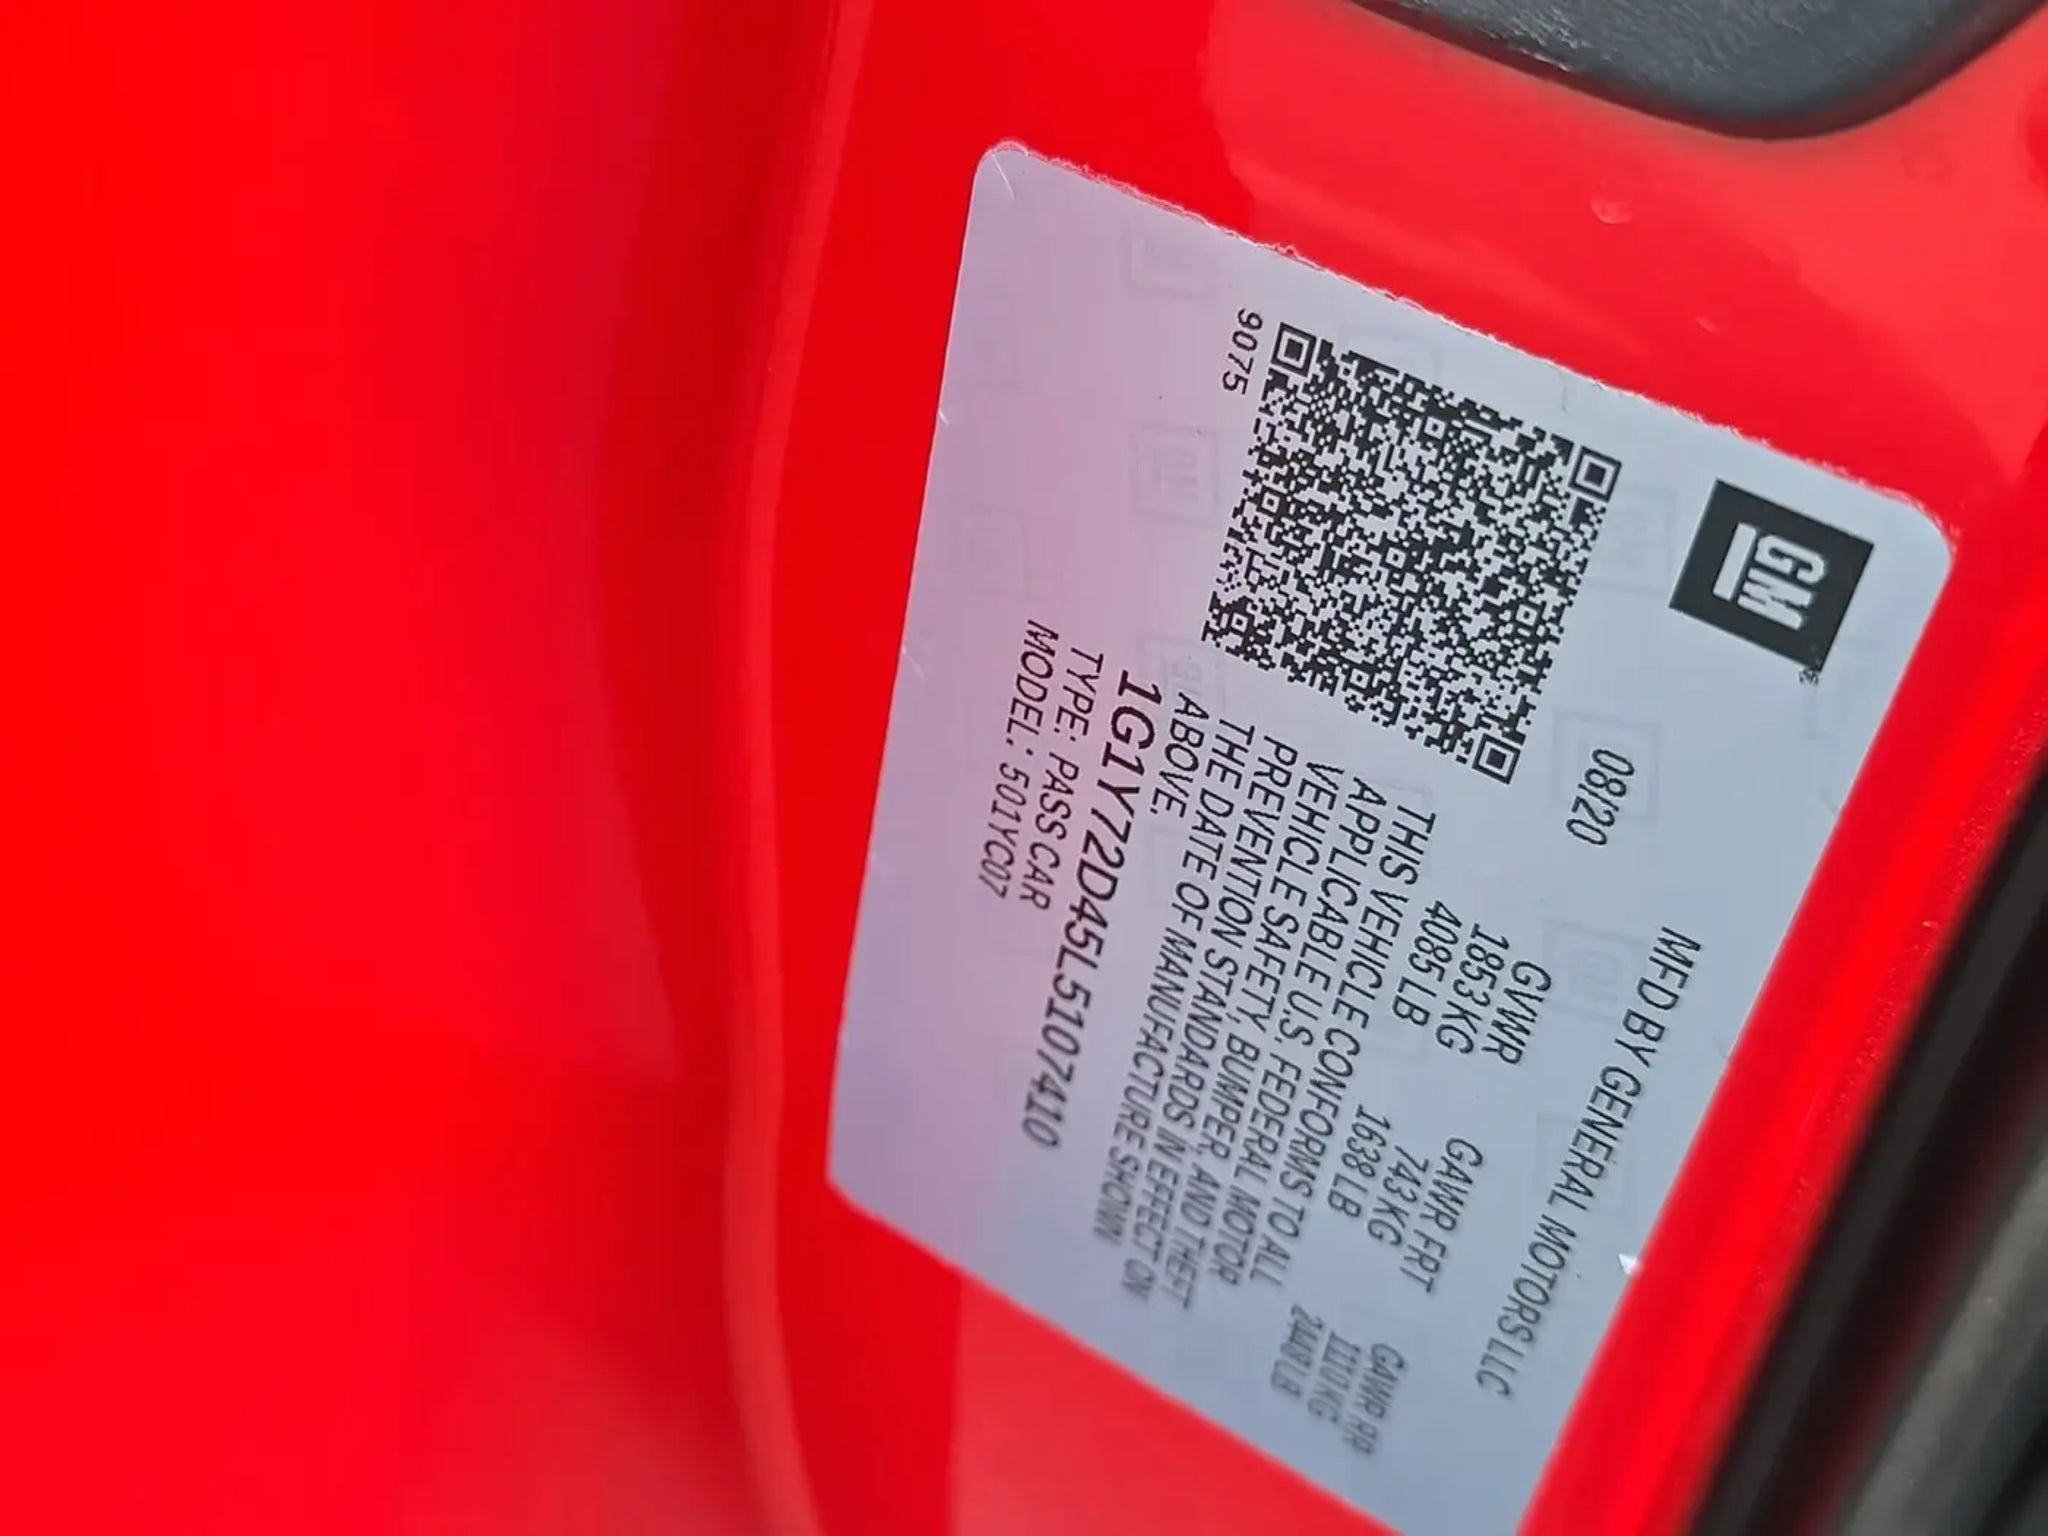 GM
MFD BY GENERAL MOTORS LLC
08/20 GVWR GAWR FRT GAWR RR
1853 KG 743 KG 1110 KG
4085 LB 1638 LB 2448 LB
THIS VEHICLE CONFORMS TO ALL
APPLICABLE U.S. FEDERAL MOTOR
VEHICLE SAFETY, BUMPER, AND THEFT
PREVENTION STANDARDS IN EFFECT ON
THE DATE OF MANUFACTURE SHOWN
ABOVE.
9075
1G1Y72D45L5107410
TYPE: PASS CAR
MODEL: 501YC07